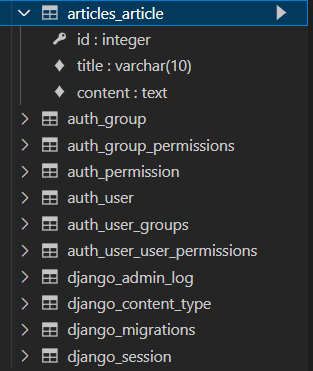 articles_article
id : integer
title : varchar(10)
content : text
auth_group
auth_group_permissions
auth_permission
auth_user
auth_user_groups
auth_user_user_permissions
django_admin_log
django_content_type
django_migrations
django_session